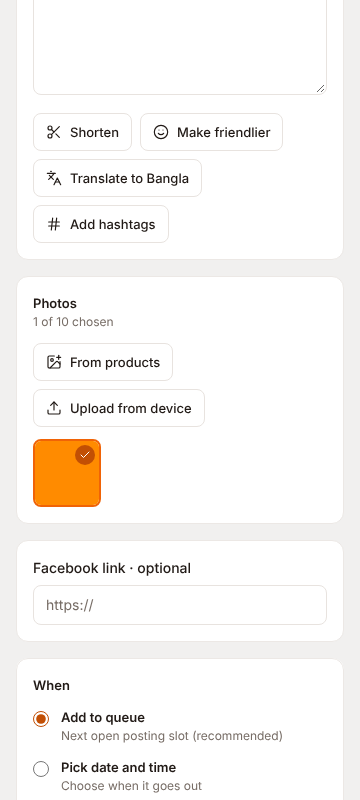 Shorten
Make friendlier
Translate to Bangla
Add hashtags
Photos
1 of 10 chosen
From products
Upload from device
Facebook link · optional
https://
When
Add to queue
Next open posting slot (recommended)
Pick date and time
Choose when it goes out